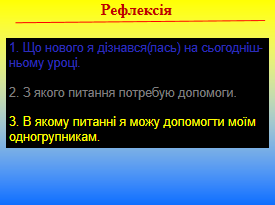 Рефлексія
1. Що нового я дізнався(лась) на сьогодніш-
ньому уроці.
2. З якого питання потребую допомоги.
3. В якому питанні я можу допомогти моїм
одногрупникам.